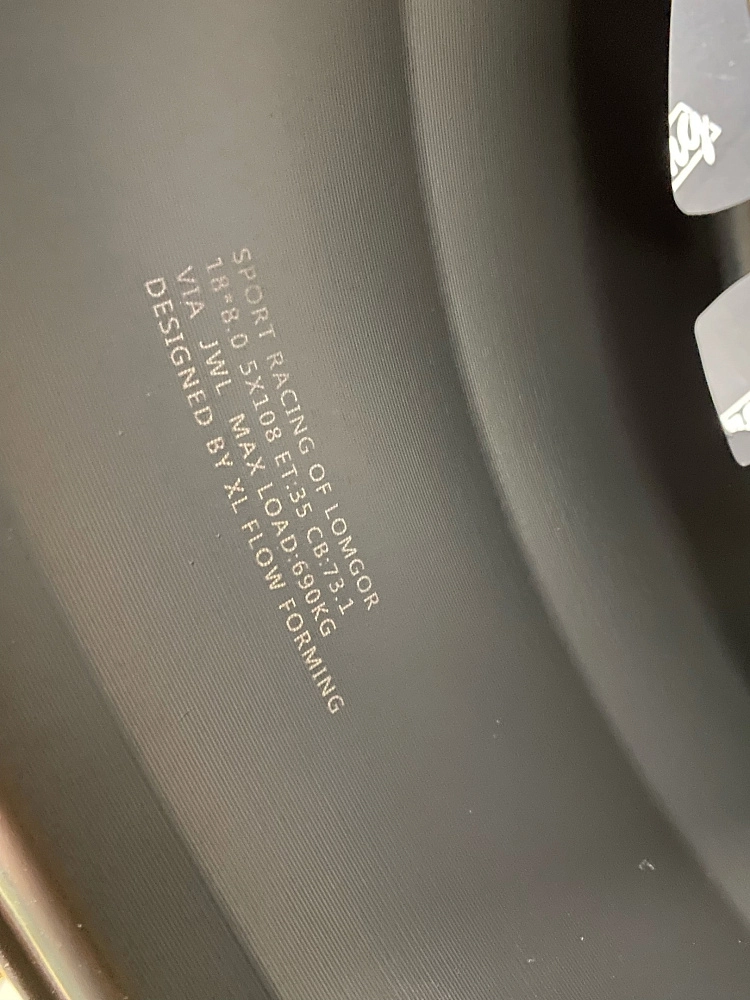 SPORT RACING OF LOMGOR
18*8.0 5X108 ET:35 CB:73.1
VIA JWL MAX LOAD:690KG
DESIGNED BY XL FLOW FORMING